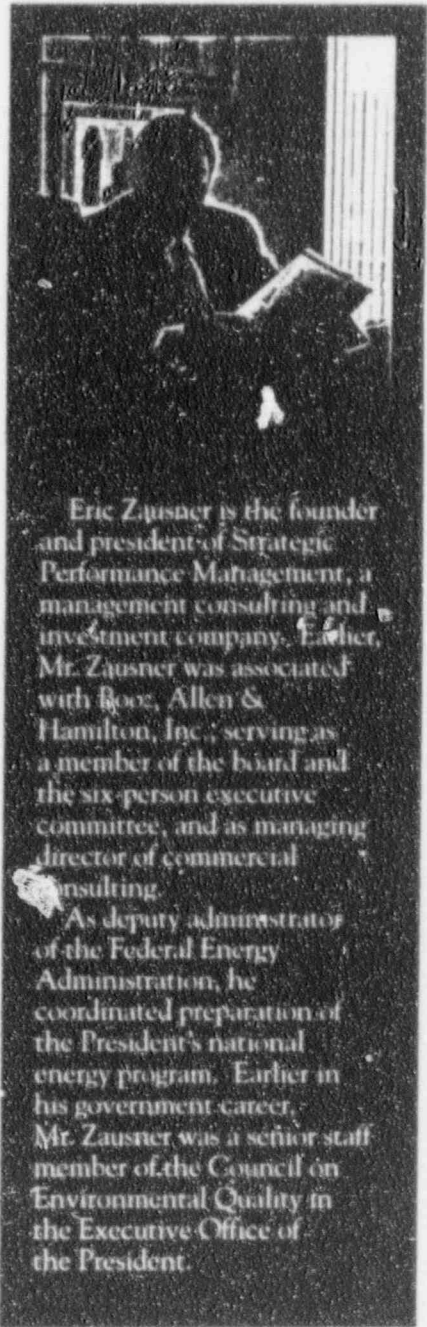 Eric Zausner is the founder
and president of Strategic
Performance Management, a
management consulting and
investment company. Earlier,
Mr. Zausner was associated
with Booz, Allen &
Hamilton, Inc., serving as
a member of the board and
the six-person executive
committee, and as managing
director of commercial
consulting.
As deputy administrator
of the Federal Energy
Administration, he
coordinated preparation of
the President's national
energy program. Earlier in
his government career,
Mr. Zausner was a senior staff
member of the Council on
Environmental Quality in
the Executive Office of
the President.